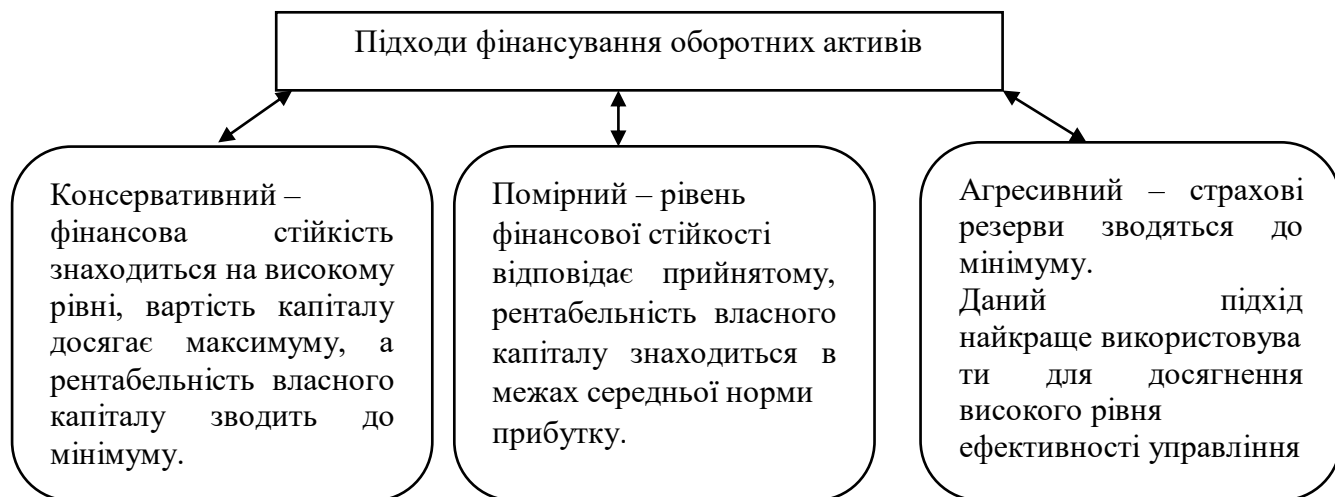 Підходи фінансування оборотних активів
Консервативний –
фінансова стійкість
знаходиться на високому
рівні, вартість капіталу
досягає максимуму, а
рентабельність власного
капіталу зводить до
мінімуму.
Помірний – рівень
фінансової стійкості
відповідає прийнятому,
рентабельність власного
капіталу знаходиться в
межах середньої норми
прибутку.
Агресивний – страхові
резерви зводяться до
мінімуму.
Даний підхід
найкраще використовува
ти для досягнення
високого рівня
ефективності управління